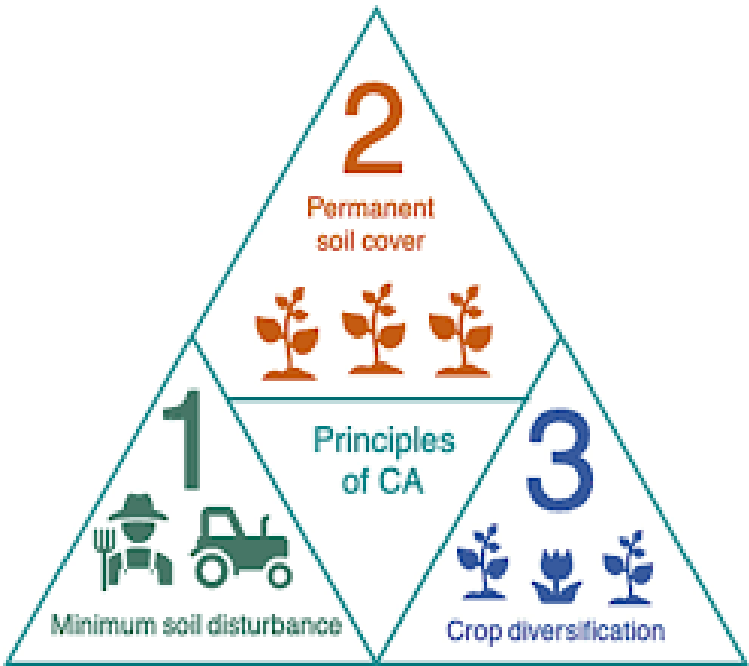 2
Permanent
soil cover
1
Principles
of CA
3
Minimum soil disturbance
Crop diversification